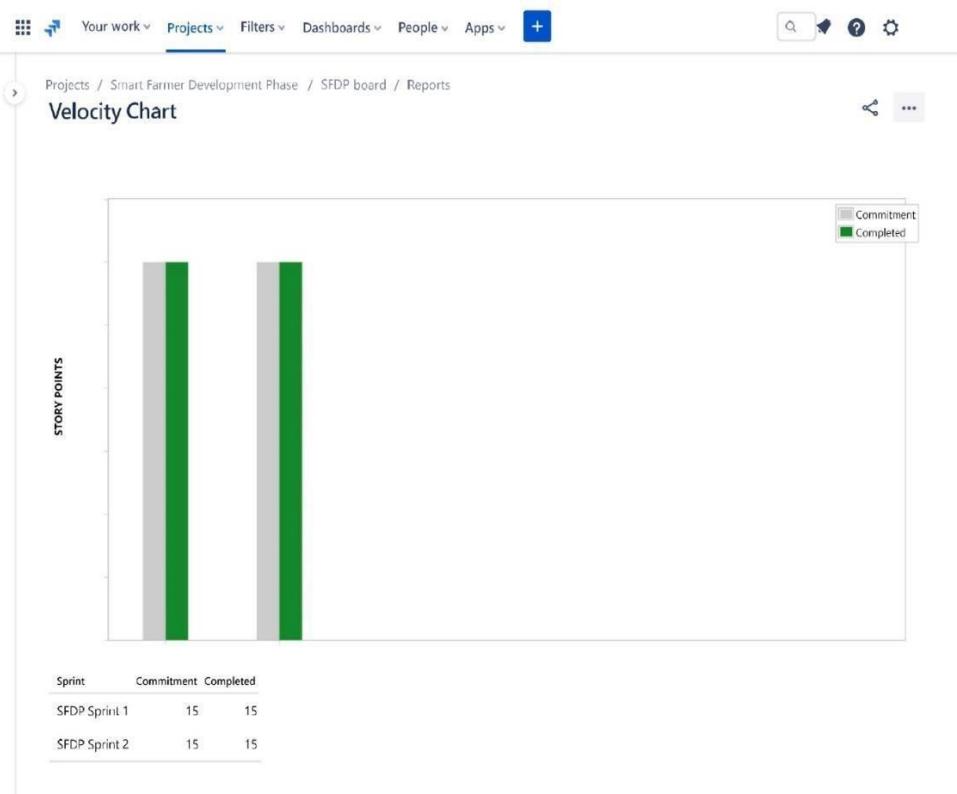 Your work Projects Filters Dashboards People Apps +
Projects / Smart Farmer Development Phase / SFDP board / Reports
Velocity Chart
Commitment
Completed
STORY POINTS
Sprint Commitment Completed
SFDP Sprint 1 15 15
SFDP Sprint 2 15 15